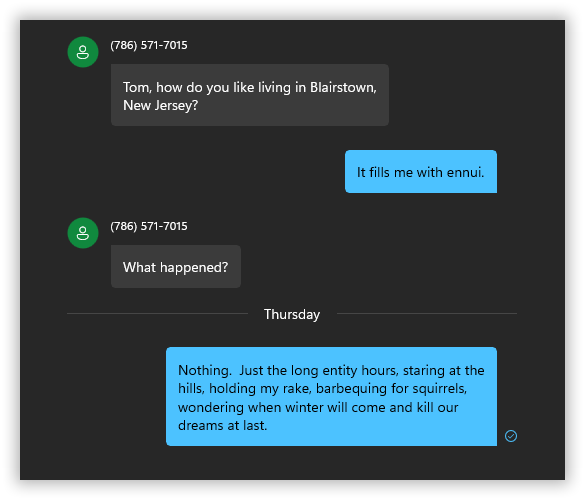 (786) 571-7015
Tom, how do you like living in Blairstown,
New Jersey?
It fills me with ennui.
(786) 571-7015
What happened?
Thursday
Nothing.  Just the long entity hours, staring at the
hills, holding my rake, barbequing for squirrels,
wondering when winter will come and kill our
dreams at last.